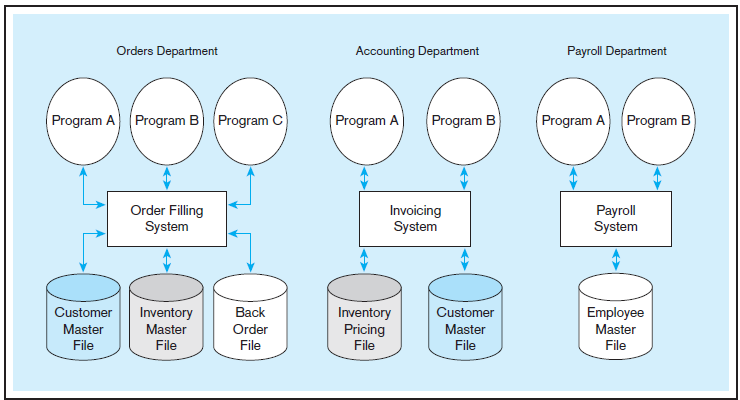 Orders Department
Accounting Department
Payroll Department
Program A
Program B
Program C
Program A
Program B
Program A
Program B
Order Filling
System
Invoicing
System
Payroll
System
Customer
Master
File
Inventory
Master
File
Back
Order
File
Inventory
Pricing
File
Customer
Master
File
Employee
Master
File